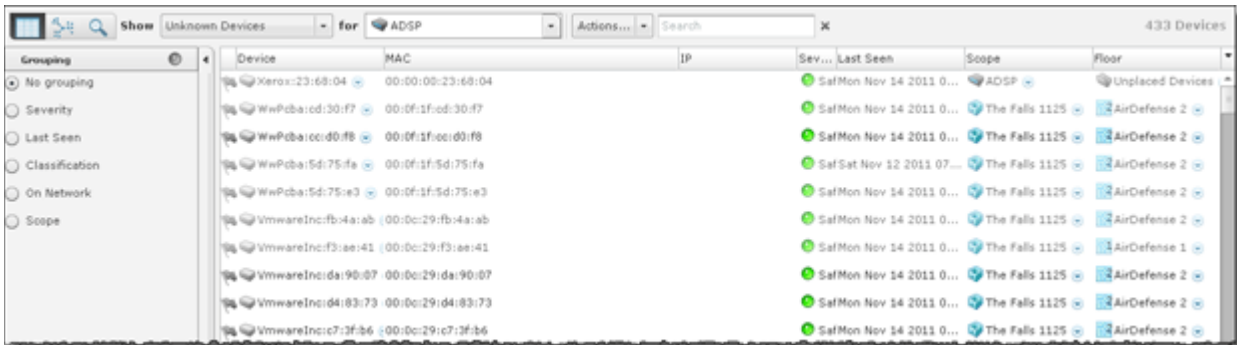 Show Unknown Devices for ADSP Actions... Search x 433 Devices
Grouping Device MAC IP Sev... Last Seen Scope Floor
No grouping Xerox:23:68:04 00:00:00:23:68:04 Saf Mon Nov 14 2011 0... ADSP Unplaced Devices
Severity WwPcba:cd:30:f7 00:0f:1f:cd:30:f7 Saf Mon Nov 14 2011 0... The Falls 1125 2 AirDefense 2
Last Seen WwPcba:cc:d0:f8 00:0f:1f:cc:d0:f8 Saf Mon Nov 14 2011 0... The Falls 1125 2 AirDefense 2
Classification WwPcba:5d:75:fa 00:0f:1f:5d:75:fa Saf Sat Nov 12 2011 07.... The Falls 1125 2 AirDefense 2
On Network WwPcba:5d:75:e3 00:0f:1f:5d:75:e3 Saf Mon Nov 14 2011 0... The Falls 1125 2 AirDefense 2
Scope VmwareInc:fb:4a:ab 00:0c:29:fb:4a:ab Saf Mon Nov 14 2011 0... The Falls 1125 2 AirDefense 2
VmwareInc:f3:ae:41 00:0c:29:f3:ae:41 Saf Mon Nov 14 2011 0... The Falls 1125 1 AirDefense 1
VmwareInc:da:90:07 00:0c:29:da:90:07 Saf Mon Nov 14 2011 0... The Falls 1125 2 AirDefense 2
VmwareInc:d4:83:73 00:0c:29:d4:83:73 Saf Mon Nov 14 2011 0... The Falls 1125 2 AirDefense 2
VmwareInc:c7:3f:b6 00:0c:29:c7:3f:b6 Saf Mon Nov 14 2011 0... The Falls 1125 2 AirDefense 2